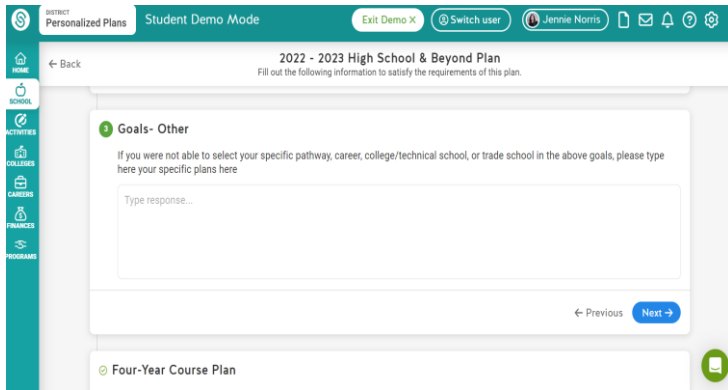 DISTRICT
Personalized Plans
Student Demo Mode
Exit Demo X
Switch user
Jennie Norris
HOME
← Back
2022 - 2023 High School & Beyond Plan
Fill out the following information to satisfy the requirements of this plan.
SCHOOL
ACTIVITIES
COLLEGES
CAREERS
FINANCES
PROGRAMS
3 Goals- Other
If you were not able to select your specific pathway, career, college/technical school, or trade school in the above goals, please type
here your specific plans here
Type response...
← Previous
Next →
Four-Year Course Plan